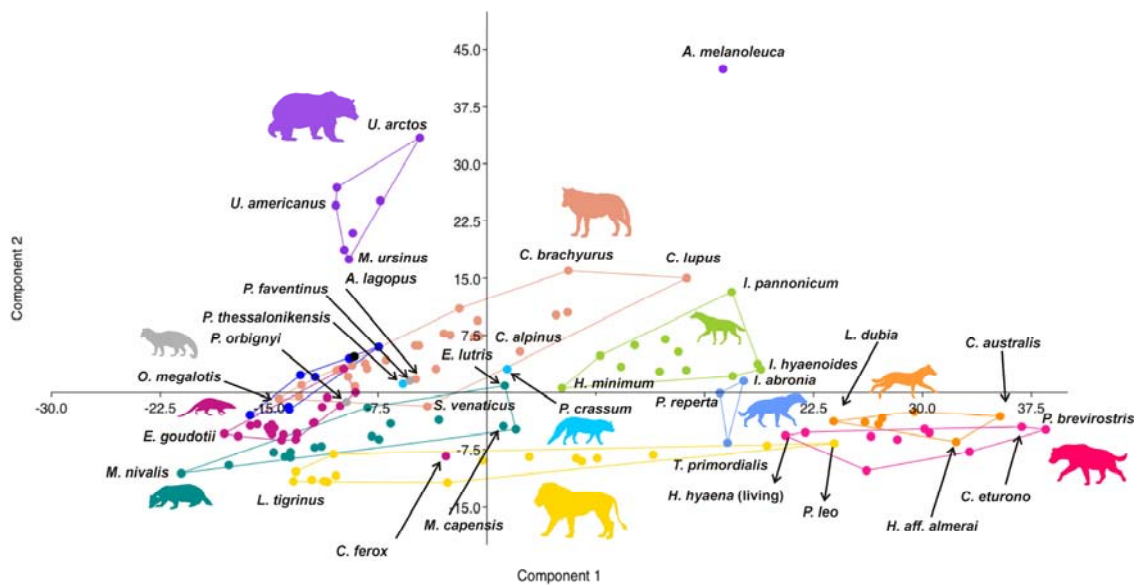 45.0
A. melanoleuca
37.5
U. arctos
30.0
U. americanus
22.5
M. ursinus
C. brachyurus
C. lupus
A. lagopus
15.0
I. pannonicum
P. faventinus
P. thessalonikensis
7.5
C. alpinus
L. dubia
P. orbignyi
E. lutris
C. australis
I. hyaenoides
O. megalotis
H. minimum
I. abronia
-30.0
-22.5
-15.0
-7.5
S. venaticus
P. crassum
P. reperta
22.5
30.0
37.5
P. brevirostris
E. goudotii
M. nivalis
T. primordialis
L. tigrinus
H. hyaena (living)
C. eturono
-15.0
P. leo
M. capensis
H. aff. almerai
C. ferox
Component 1
Component 2